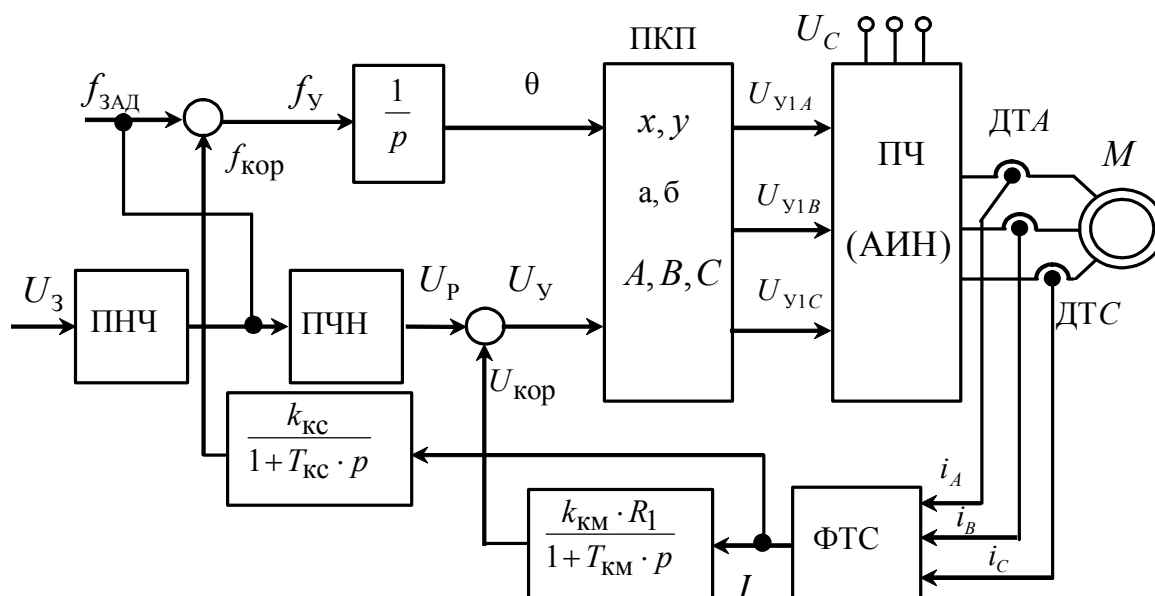 ПКП
U_C
f_ЗАД
f_У
1/p
θ
x, y
U_У1A
ДТA
M
f_кор
а, б
ПЧ
U_У1B
(АИН)
U_З
ПНЧ
ПЧН
U_Р
U_У
A, B, C
U_У1C
ДТC
U_кор
k_кс / (1 + T_кс · p)
i_A
k_км · R_1 / (1 + T_км · p)
ФТС
i_B
i_C